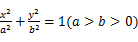 x²/a² + y²/b² = 1(a > b > 0)